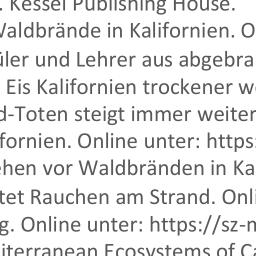 . Kessel Publishing House.
Waldbrände in Kalifornien. O
üler und Lehrer aus abgebra
Eis Kalifornien trockener w
d-Toten steigt immer weiter
fornien. Online unter: https
ehen vor Waldbränden in Ka
tet Rauchen am Strand. Onli
g. Online unter: https://sz-m
iterranean Ecosystems of Ca